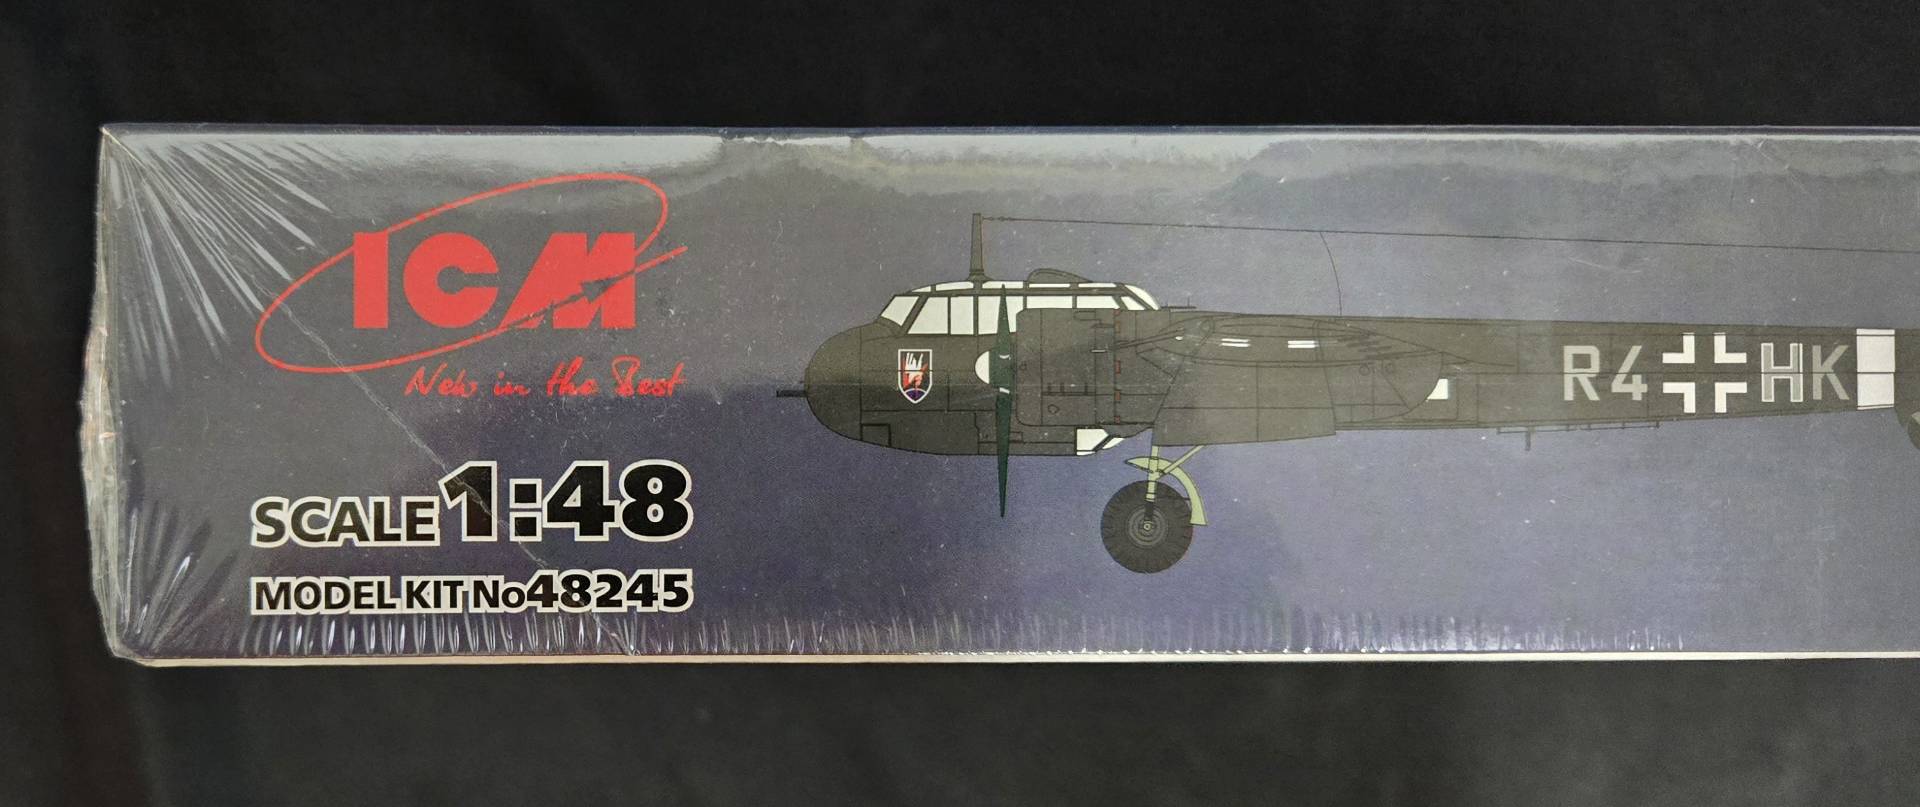 ICM
New in the Best
SCALE 1:48
MODEL KIT No48245
R4 HK